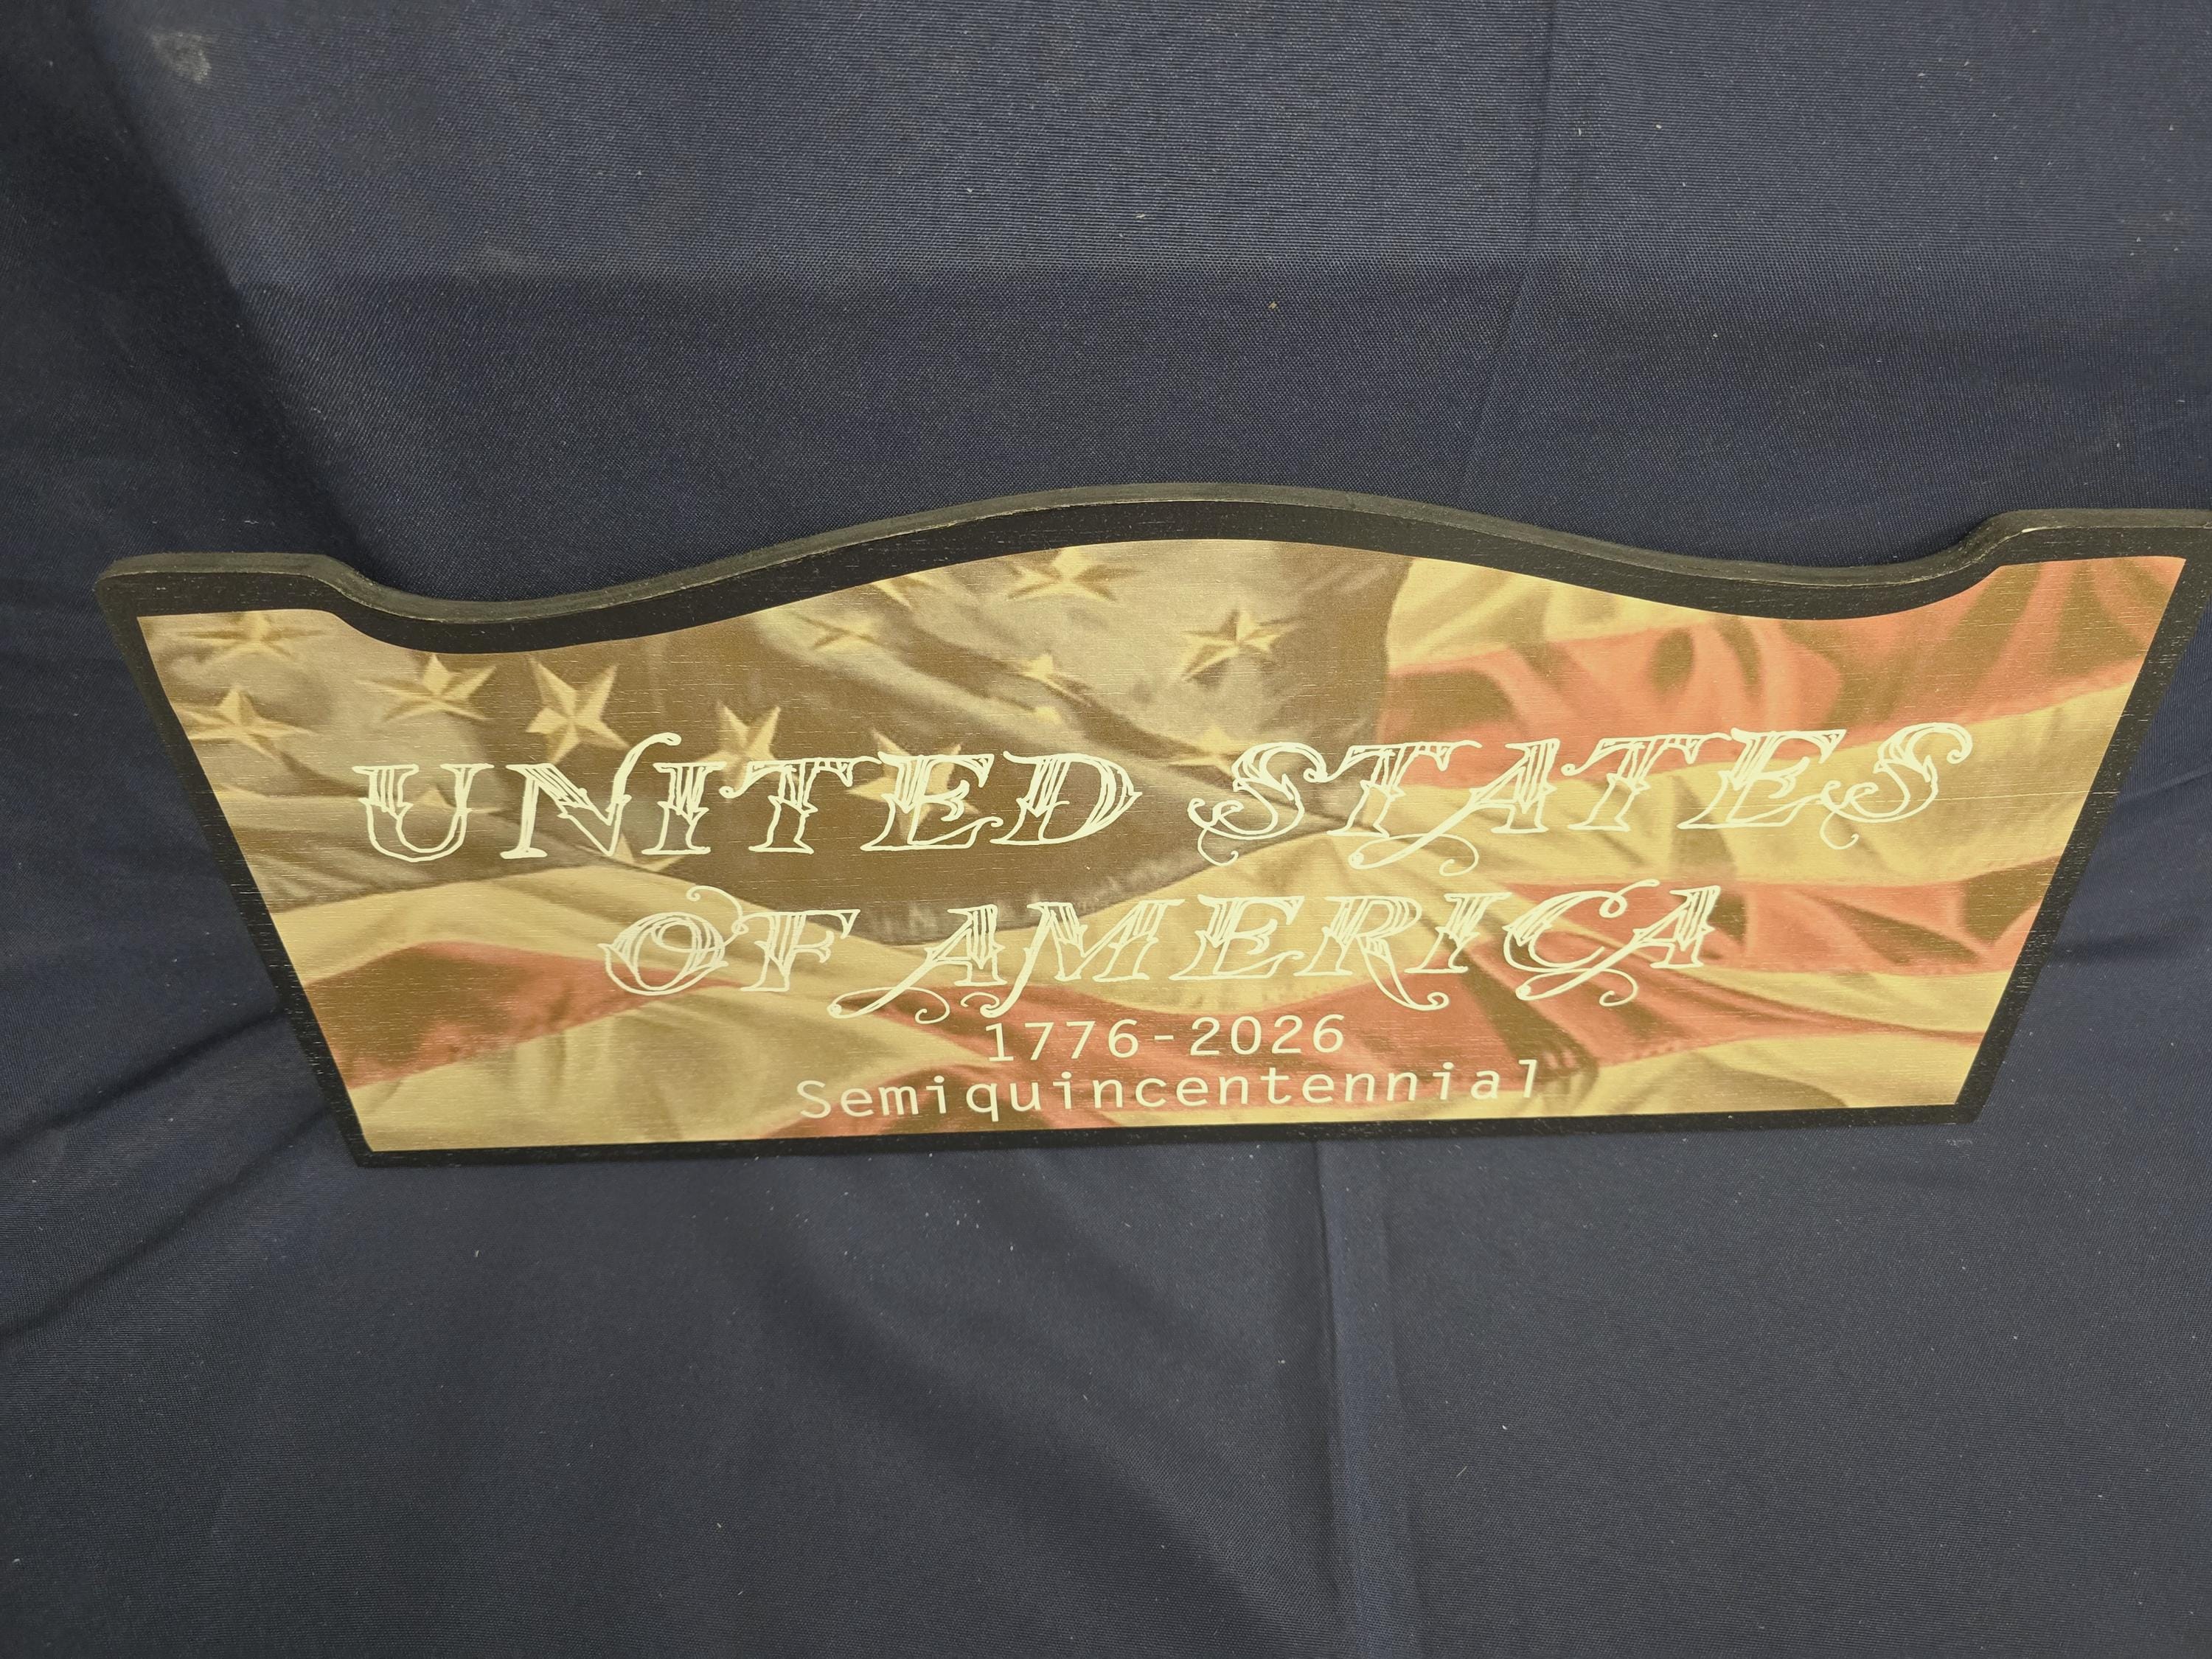 UNITED STATES
OF AMERICA
1776-2026
Semiquincentennial